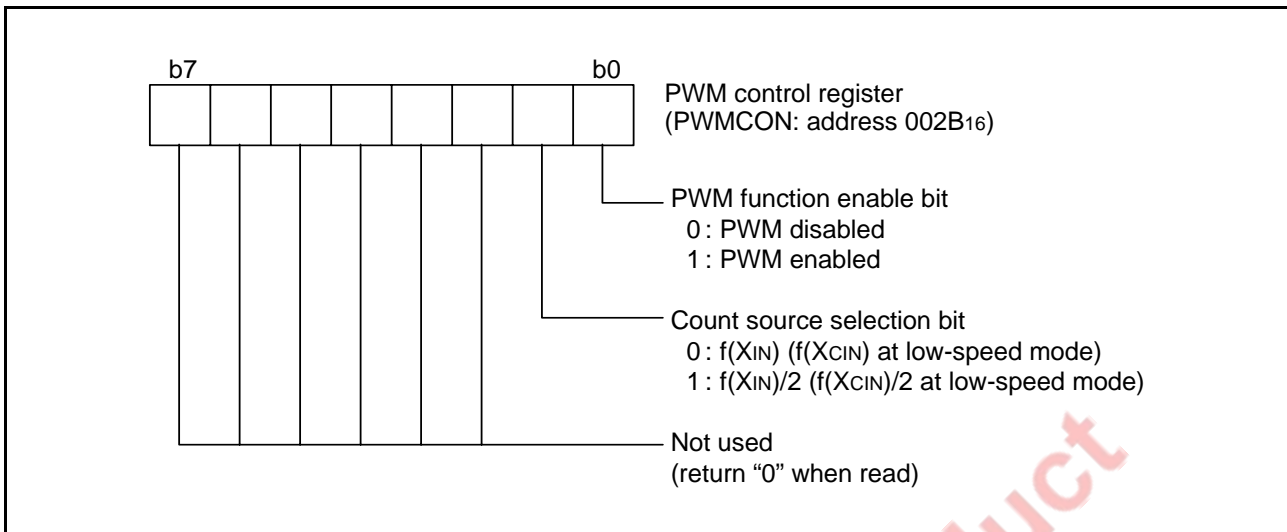 b7 b0
PWM control register
(PWMCON: address 002B16)
PWM function enable bit
0 : PWM disabled
1 : PWM enabled
Count source selection bit
0 : f(XIN) (f(XCIN) at low-speed mode)
1 : f(XIN)/2 (f(XCIN)/2 at low-speed mode)
Not used
(return “0” when read)